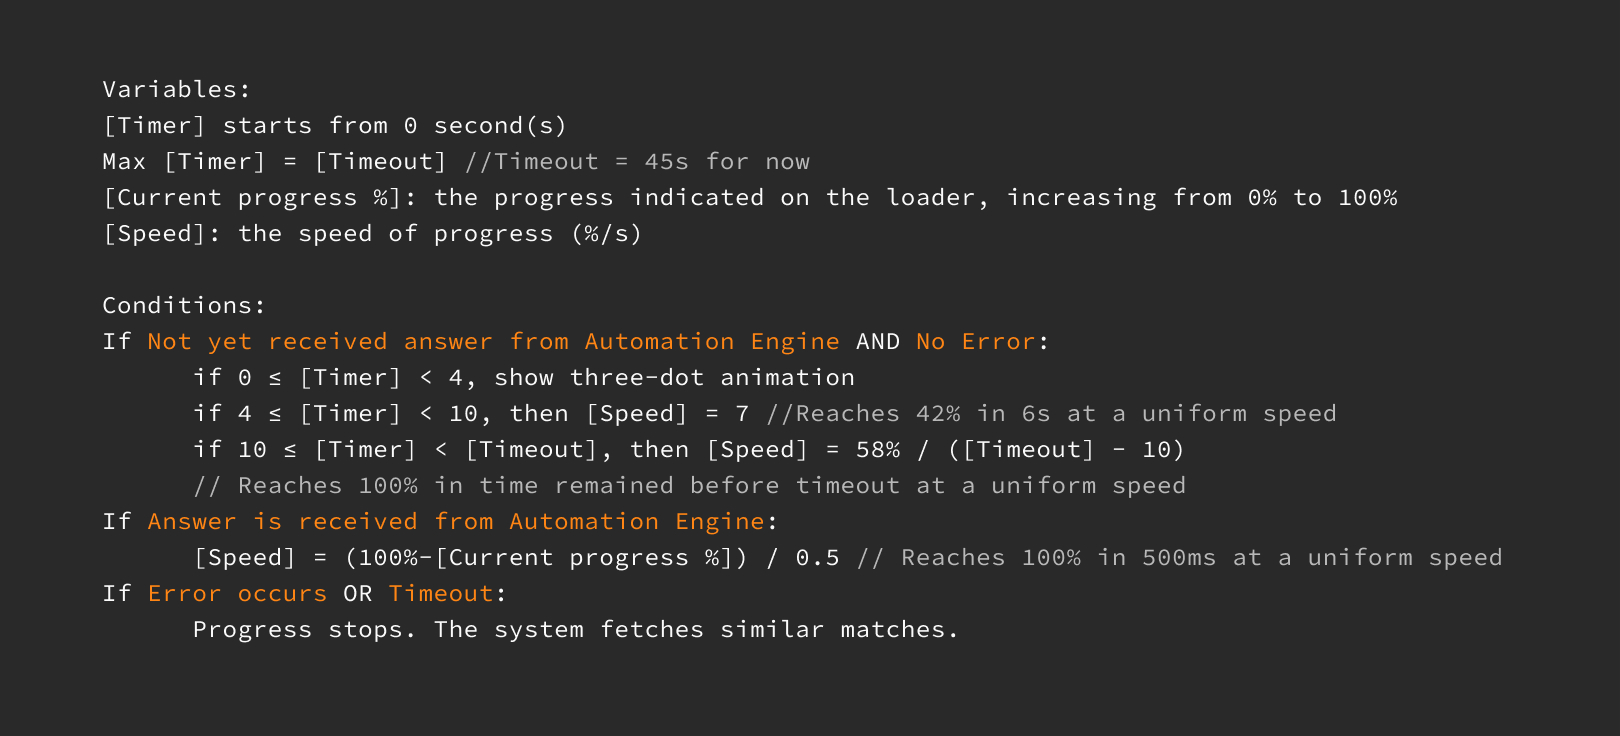 Variables:
[Timer] starts from 0 second(s)
Max [Timer] = [Timeout] //Timeout = 45s for now
[Current progress %]: the progress indicated on the loader, increasing from 0% to 100%
[Speed]: the speed of progress (%/s)
Conditions:
If Not yet received answer from Automation Engine AND No Error:
if 0 ≤ [Timer] < 4, show three-dot animation
if 4 ≤ [Timer] < 10, then [Speed] = 7 //Reaches 42% in 6s at a uniform speed
if 10 ≤ [Timer] < [Timeout], then [Speed] = 58% / ([Timeout] - 10)
// Reaches 100% in time remained before timeout at a uniform speed
If Answer is received from Automation Engine:
[Speed] = (100%-[Current progress %]) / 0.5 // Reaches 100% in 500ms at a uniform speed
If Error occurs OR Timeout:
Progress stops. The system fetches similar matches.